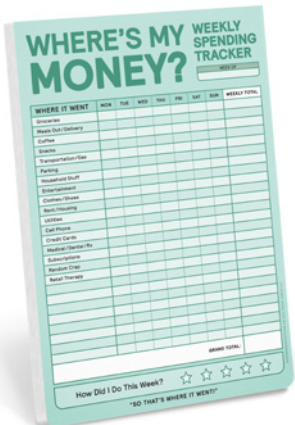 WHERE'S MY
MONEY?
WEEKLY
SPENDING
TRACKER
WEEK OF
WHERE IT WENT MON TUE WED THU FRI SAT SUN WEEKLY TOTAL
Groceries
Meals Out/Delivery
Coffee
Snacks
Transportation/Gas
Parking
Household Stuff
Entertainment
Clothes/Shoes
Rent/Housing
Utilities
Cell Phone
Credit Cards
Medical/Dental/Rx
Subscriptions
Random Crap
Retail Therapy
GRAND TOTAL:
How Did I Do This Week?
"SO THAT'S WHERE IT WENT!"